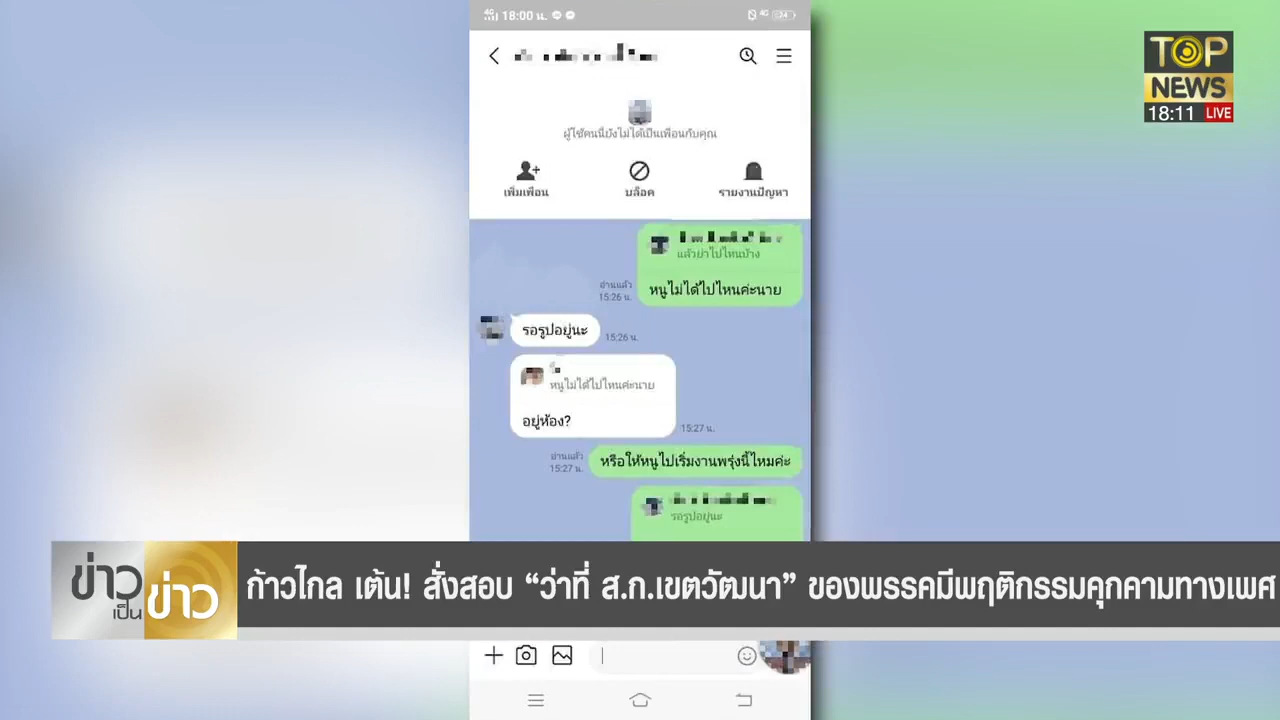 4G 18:00 น.
4G 34
TOP
NEWS
18:11 LIVE
ผู้ใช้คนนี้ยังไม่ได้เป็นเพื่อนกับคุณ
เพิ่มเพื่อน บล็อค รายงานปัญหา
แล้วย่าไปไหนบ้าง
หนูไม่ได้ไปไหนค่ะนาย
อ่านแล้ว
15:26 น.
รอรูปอยู่นะ
15:26 น.
หนูไม่ได้ไปไหนค่ะนาย
อยู่ห้อง?
15:27 น.
หรือให้หนูไปเริ่มงานพรุ่งนี้ไหมค่ะ
อ่านแล้ว
15:27 น.
รอรูปอยู่นะ
ข่าวเป็นข่าว
ก้าวไกล เต้น! สั่งสอบ “ว่าที่ ส.ก.เขตวัฒนา” ของพรรคมีพฤติกรรมคุกคามทางเพศ